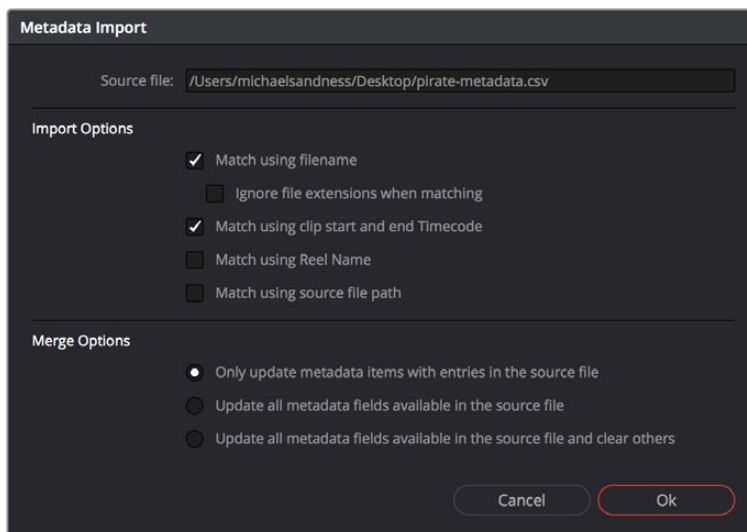 Metadata Import
Source file: /Users/michaelsandness/Desktop/pirate-metadata.csv
Import Options
Match using filename
Ignore file extensions when matching
Match using clip start and end Timecode
Match using Reel Name
Match using source file path
Merge Options
Only update metadata items with entries in the source file
Update all metadata fields available in the source file
Update all metadata fields available in the source file and clear others
Cancel Ok